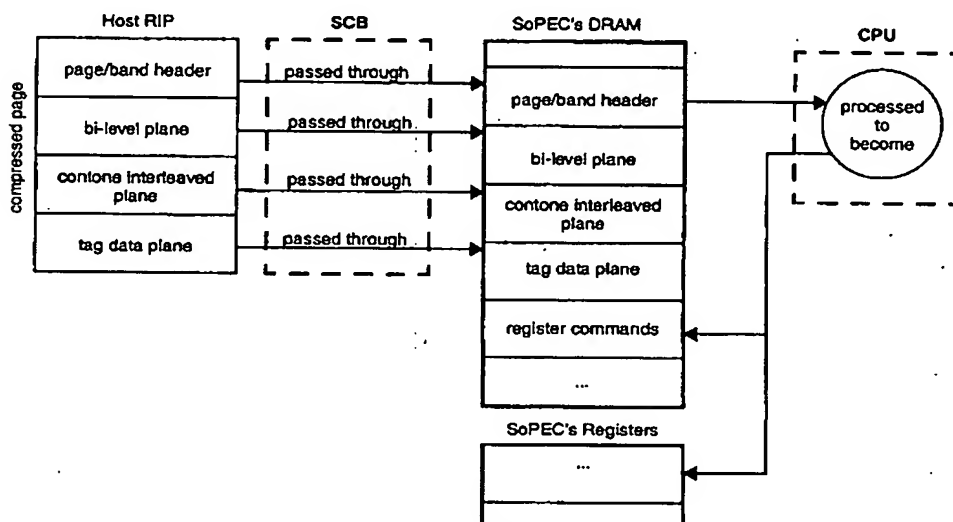 Host RIP
compressed page
page/band header
bi-level plane
contone interleaved
plane
tag data plane
SCB
passed through
passed through
passed through
passed through
SoPEC's DRAM
page/band header
bi-level plane
contone interleaved
plane
tag data plane
register commands
...
CPU
processed
to
become
SoPEC's Registers
...